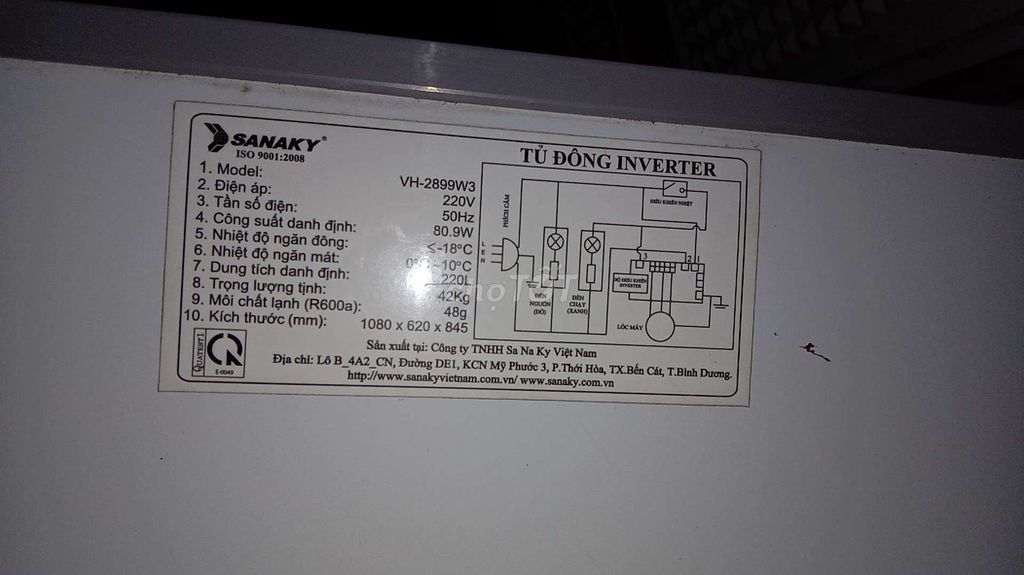 SANAKY®
ISO 9001:2008
TỦ ĐÔNG INVERTER
1. Model: VH-2899W3
2. Điện áp: 220V
3. Tần số điện: 50Hz
4. Công suất danh định: 80.9W
5. Nhiệt độ ngăn đông: ≤-18°C
6. Nhiệt độ ngăn mát: 0°C~10°C
7. Dung tích danh định: 220L
8. Trọng lượng tịnh: 42Kg
9. Môi chất lạnh (R600a): 48g
10. Kích thước (mm): 1080 x 620 x 845
PHÍCH CẮM
L
E
N
ĐIỀU KHIỂN NHIỆT
3 2 1
BỘ ĐIỀU KHIỂN
INVERTER
ĐÈN
NGUỒN
(ĐỎ)
ĐÈN
CHẠY
(XANH)
LỐC MÁY
QUATEST1
E-0049
Sản xuất tại: Công ty TNHH Sa Na Ky Việt Nam
Địa chỉ: Lô B_4A2_CN, Đường DE1, KCN Mỹ Phước 3, P.Thới Hòa, TX.Bến Cát, T.Bình Dương.
http://www.sanakyvietnam.com.vn/ www.sanaky.com.vn
Chợ TỐT